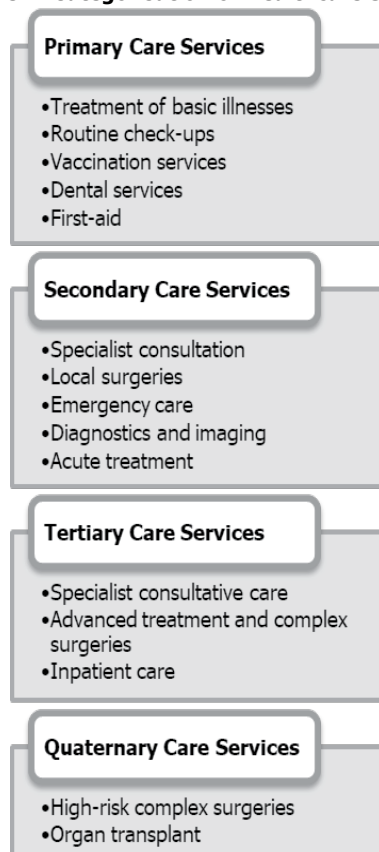 Primary Care Services
•Treatment of basic illnesses
•Routine check-ups
•Vaccination services
•Dental services
•First-aid
Secondary Care Services
•Specialist consultation
•Local surgeries
•Emergency care
•Diagnostics and imaging
•Acute treatment
Tertiary Care Services
•Specialist consultative care
•Advanced treatment and complex
surgeries
•Inpatient care
Quaternary Care Services
•High-risk complex surgeries
•Organ transplant